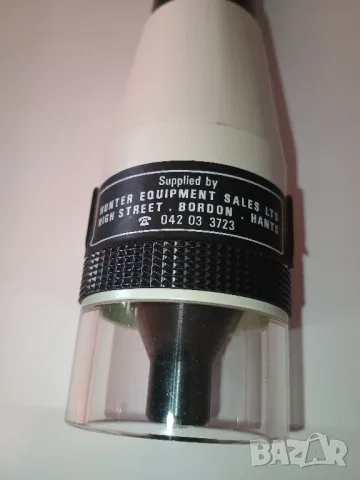 Supplied by
HUNTER EQUIPMENT SALES LTD
HIGH STREET . BORDON . HANTS
☎ 042 03 3723
BAZAR.bg